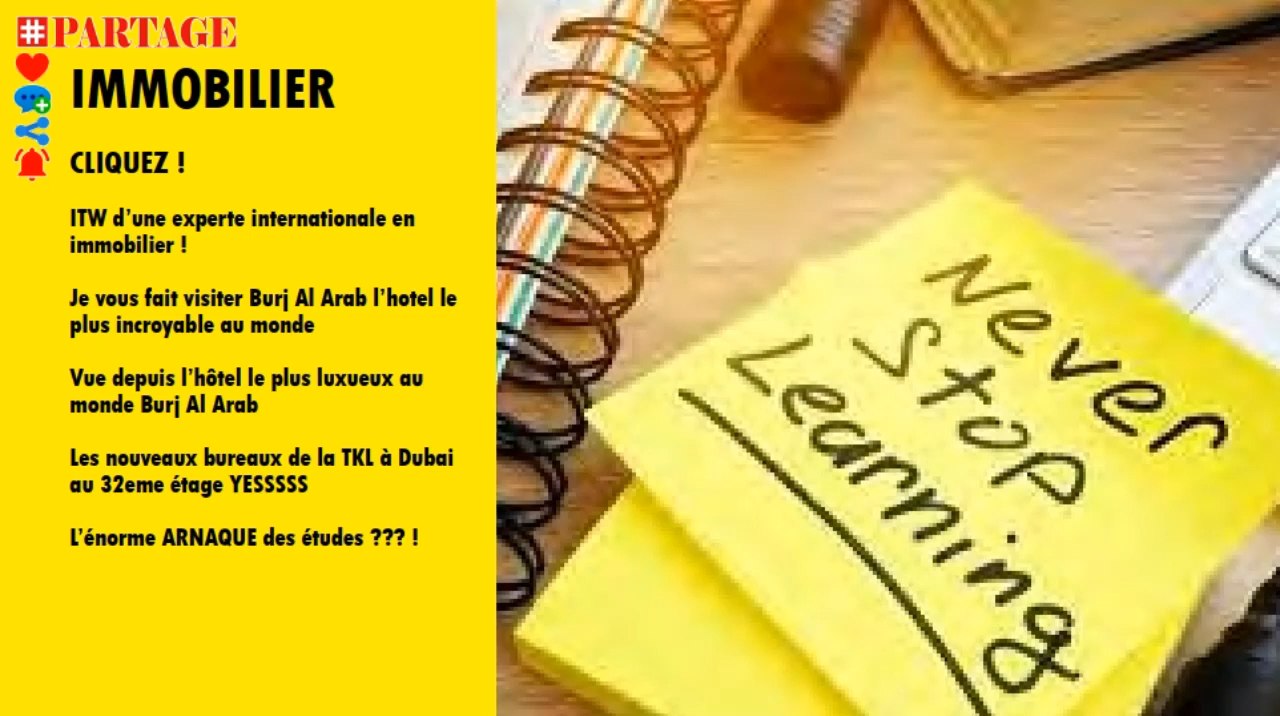 #PARTAGE
IMMOBILIER
CLIQUEZ !
ITW d’une experte internationale en
immobilier !
Je vous fait visiter Burj Al Arab l’hotel le
plus incroyable au monde
Vue depuis l’hôtel le plus luxueux au
monde Burj Al Arab
Les nouveaux bureaux de la TKL à Dubai
au 32eme étage YESSSSS
L’énorme ARNAQUE des études ??? !
Never
Stop
Learning